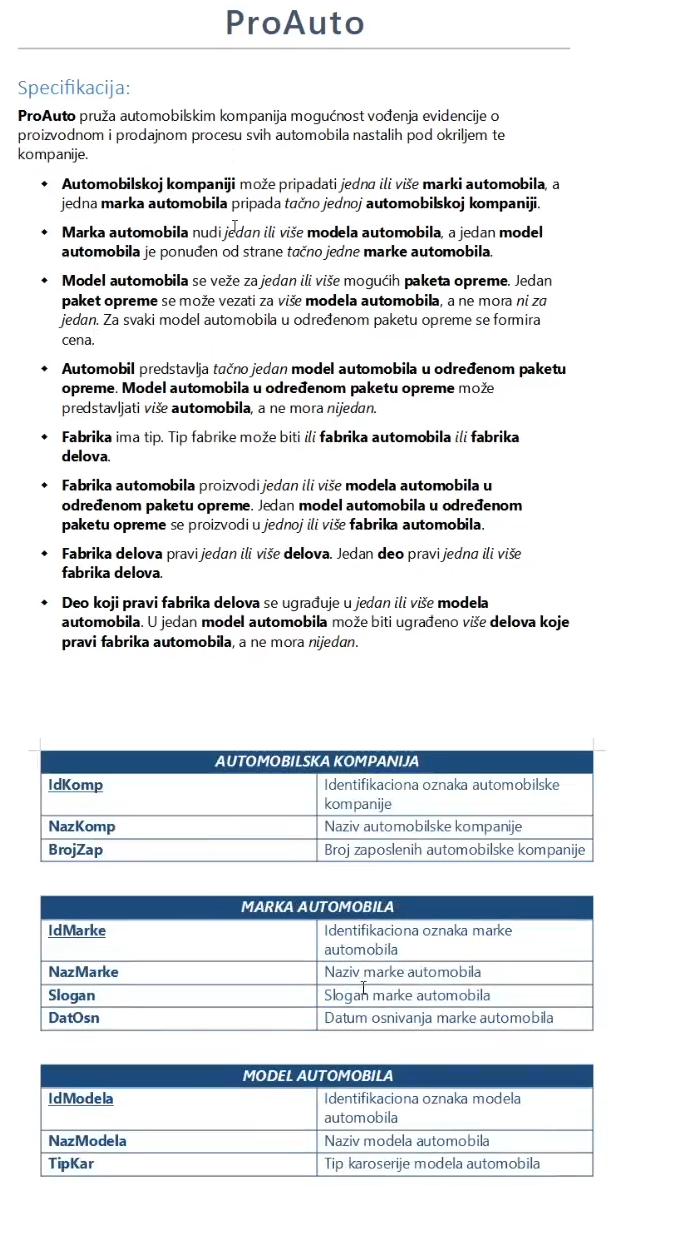 ProAuto
Specifikacija:
ProAuto pruža automobilskim kompanija mogućnost vođenja evidencije o
proizvodnom i prodajnom procesu svih automobila nastalih pod okriljem te
kompanije.
◆ Automobilskoj kompaniji može pripadati jedna ili više marki automobila, a
jedna marka automobila pripada tačno jednoj automobilskoj kompaniji.
◆ Marka automobila nudi jedan ili više modela automobila, a jedan model
automobila je ponuđen od strane tačno jedne marke automobila.
◆ Model automobila se veže za jedan ili više mogućih paketa opreme. Jedan
paket opreme se može vezati za više modela automobila, a ne mora ni za
jedan. Za svaki model automobila u određenom paketu opreme se formira
cena.
◆ Automobil predstavlja tačno jedan model automobila u određenom paketu
opreme. Model automobila u određenom paketu opreme može
predstavljati više automobila, a ne mora nijedan.
◆ Fabrika ima tip. Tip fabrike može biti ili fabrika automobila ili fabrika
delova.
◆ Fabrika automobila proizvodi jedan ili više modela automobila u
određenom paketu opreme. Jedan model automobila u određenom
paketu opreme se proizvodi u jednoj ili više fabrika automobila.
◆ Fabrika delova pravi jedan ili više delova. Jedan deo pravi jedna ili više
fabrika delova.
◆ Deo koji pravi fabrika delova se ugrađuje u jedan ili više modela
automobila. U jedan model automobila može biti ugrađeno više delova koje
pravi fabrika automobila, a ne mora nijedan.
AUTOMOBILSKA KOMPANIJA
IdKomp Identifikaciona oznaka automobilske
kompanije
NazKomp Naziv automobilske kompanije
BrojZap Broj zaposlenih automobilske kompanije
MARKA AUTOMOBILA
IdMarke Identifikaciona oznaka marke
automobila
NazMarke Naziv marke automobila
Slogan Slogan marke automobila
DatOsn Datum osnivanja marke automobila
MODEL AUTOMOBILA
IdModela Identifikaciona oznaka modela
automobila
NazModela Naziv modela automobila
TipKar Tip karoserije modela automobila